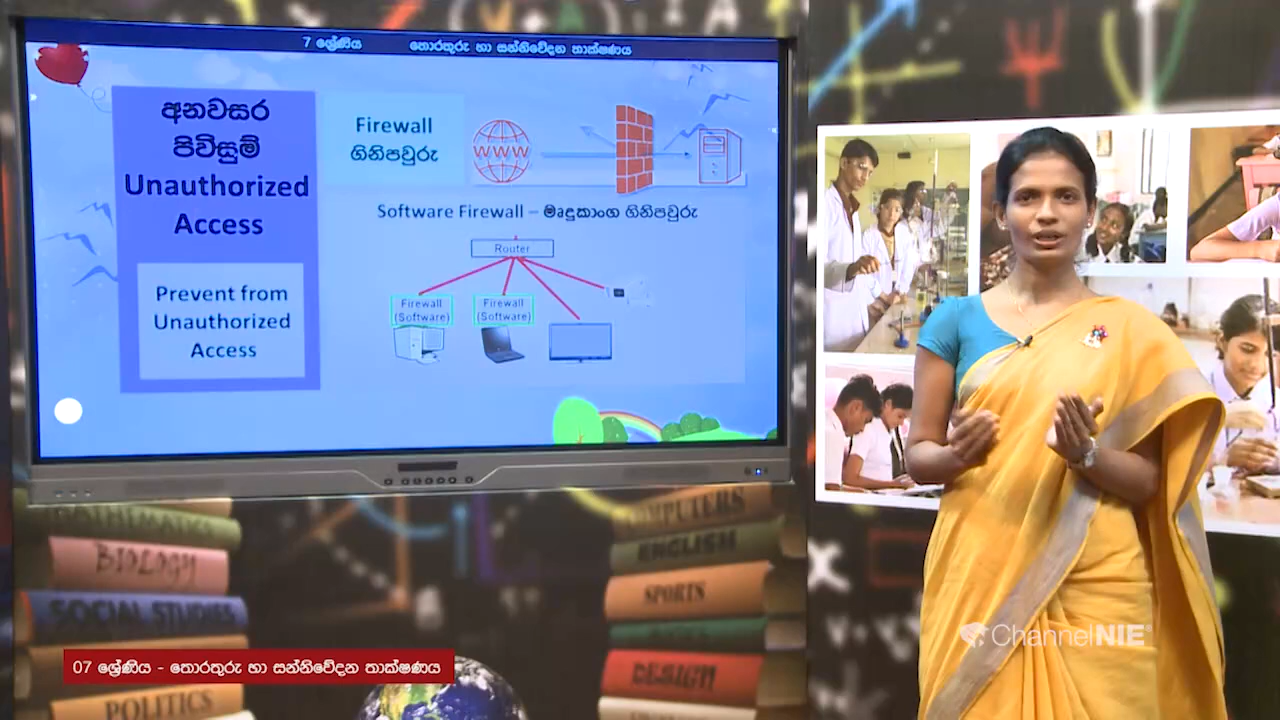 7 ශ්‍රේණිය තොරතුරු හා සන්නිවේදන තාක්ෂණය
අනවසර
පිවිසුම්
Unauthorized
Access
Prevent from
Unauthorized
Access
Firewall
ගිනිපවුරු
WWW
Software Firewall – මෘදුකාංග ගිනිපවුරු
Router
Firewall
(Software)
Firewall
(Software)
MATHEMATICS
BIOLOGY
SOCIAL STUDIES
POLITICS
COMPUTERS
ENGLISH
SPORTS
DESIGN
07 ශ්‍රේණිය - තොරතුරු හා සන්නිවේදන තාක්ෂණය
ChannelNIE